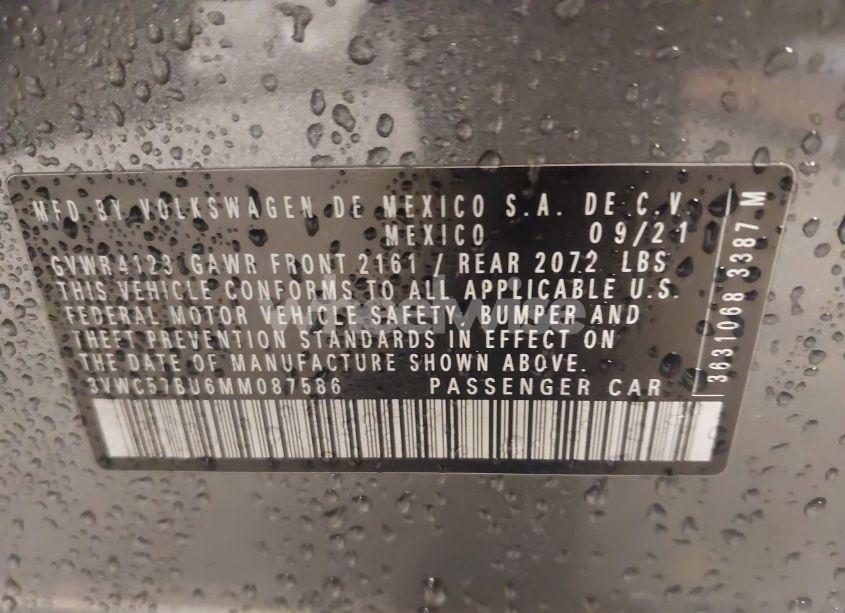 MFD BY VOLKSWAGEN DE MEXICO S.A. DE C.V.
MEXICO 09/21
GVWR4123 GAWR FRONT 2161 / REAR 2072 LBS
THIS VEHICLE CONFORMS TO ALL APPLICABLE U.S.
FEDERAL MOTOR VEHICLE SAFETY, BUMPER AND
THEFT PREVENTION STANDARDS IN EFFECT ON
THE DATE OF MANUFACTURE SHOWN ABOVE.
3VWC57BU6MM087586 PASSENGER CAR
3631068 3387 M